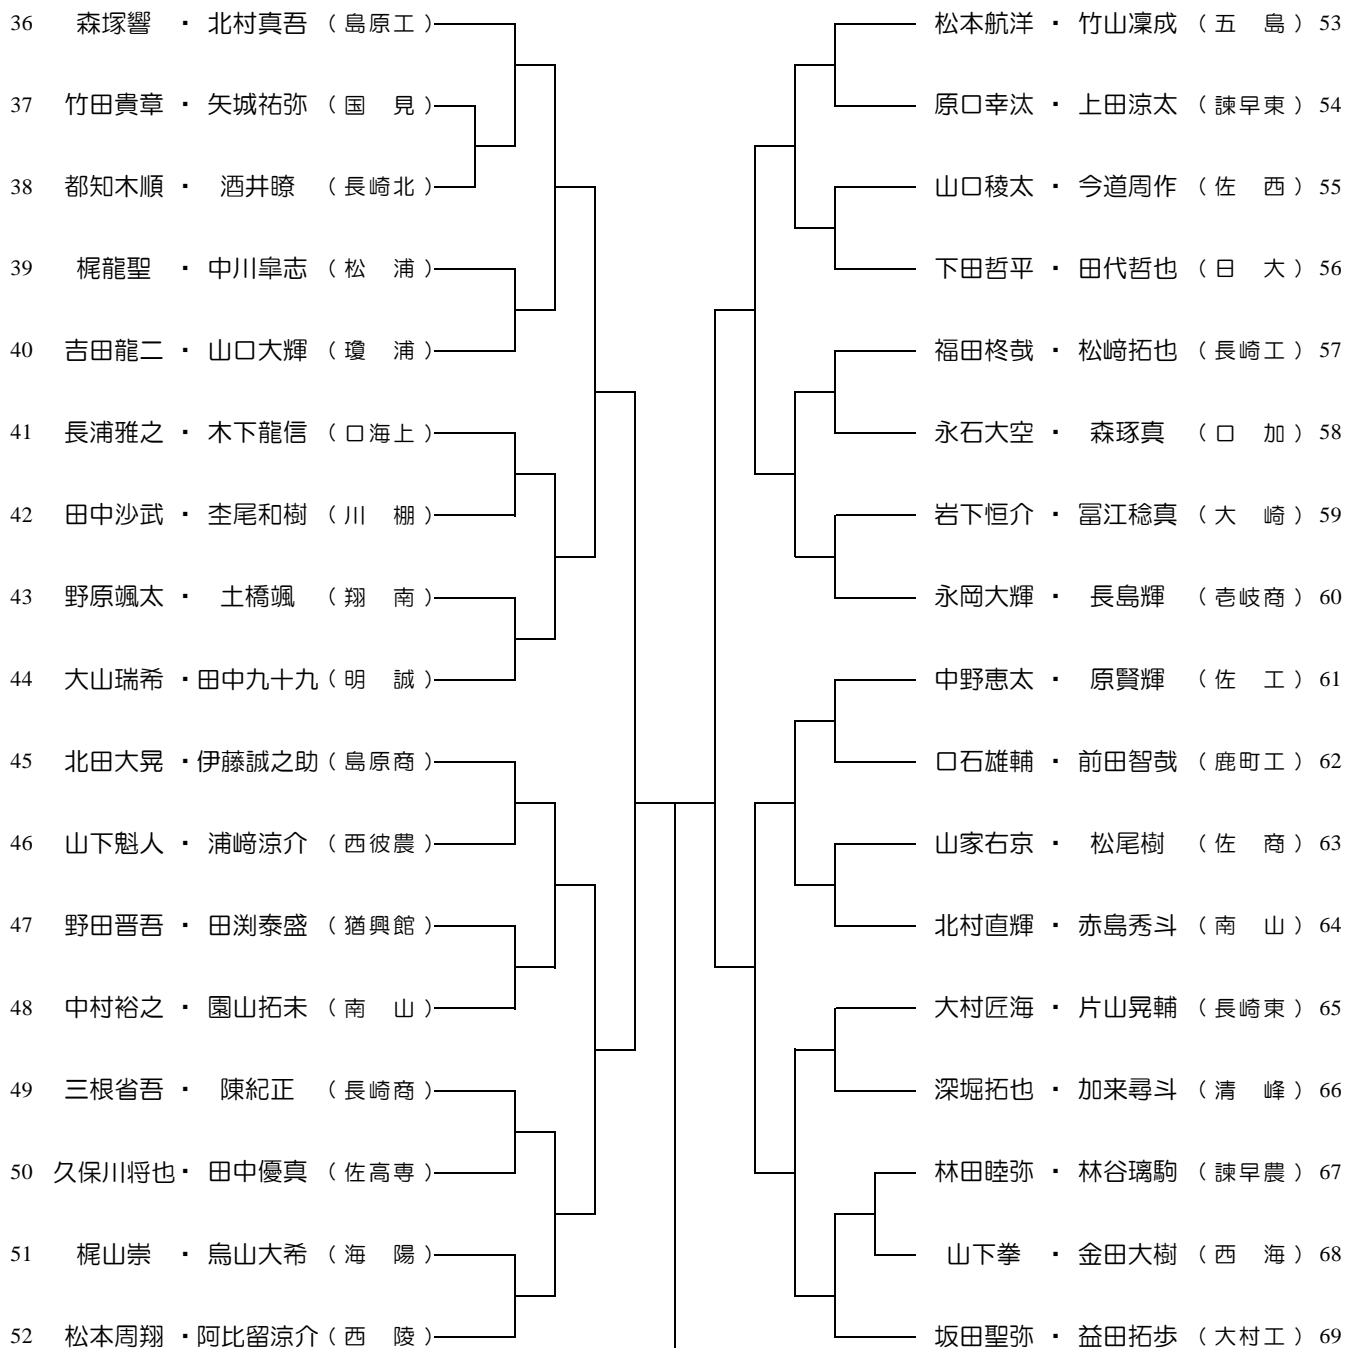 36 森塚響 ・ 北村真吾 （島原工）
37 竹田貴章 ・ 矢城祐弥 （国　見）
38 都知木順 ・ 酒井瞭 （長崎北）
39 梶龍聖 ・ 中川皐志 （松　浦）
40 吉田龍二 ・ 山口大輝 （瓊　浦）
41 長浦雅之 ・ 木下龍信 （口海上）
42 田中沙武 ・ 杢尾和樹 （川　棚）
43 野原颯太 ・ 土橋颯 （翔　南）
44 大山瑞希 ・ 田中九十九 （明　誠）
45 北田大晃 ・ 伊藤誠之助 （島原商）
46 山下魁人 ・ 浦﨑涼介 （西彼農）
47 野田晋吾 ・ 田渕泰盛 （猶興館）
48 中村裕之 ・ 園山拓未 （南　山）
49 三根省吾 ・ 陳紀正 （長崎商）
50 久保川将也 ・ 田中優真 （佐高専）
51 梶山崇 ・ 烏山大希 （海　陽）
52 松本周翔 ・ 阿比留涼介 （西　陵）
松本航洋 ・ 竹山凜成 （五　島） 53
原口幸汰 ・ 上田涼太 （諫早東） 54
山口稜太 ・ 今道周作 （佐　西） 55
下田哲平 ・ 田代哲也 （日　大） 56
福田柊哉 ・ 松﨑拓也 （長崎工） 57
永石大空 ・ 森琢真 （口　加） 58
岩下恒介 ・ 冨江稔真 （大　崎） 59
永岡大輝 ・ 長島輝 （壱岐商） 60
中野恵太 ・ 原賢輝 （佐　工） 61
口石雄輔 ・ 前田智哉 （鹿町工） 62
山家右京 ・ 松尾樹 （佐　商） 63
北村直輝 ・ 赤島秀斗 （南　山） 64
大村匠海 ・ 片山晃輔 （長崎東） 65
深堀拓也 ・ 加来尋斗 （清　峰） 66
林田睦弥 ・ 林谷璃駒 （諫早農） 67
山下拳 ・ 金田大樹 （西　海） 68
坂田聖弥 ・ 益田拓歩 （大村工） 69